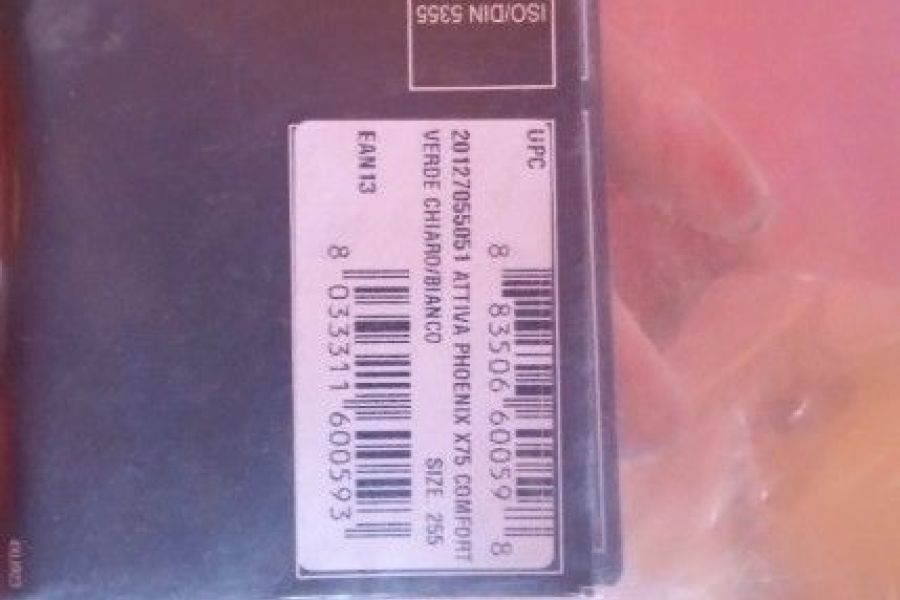 ISO/DIN 5355
UPC
8 83506 60059 8
20127055051 ATTIVA PHOENIX X75 COMFORT
VERDE CHIARO/BIANCO SIZE 255
EAN13
8 033311 600593